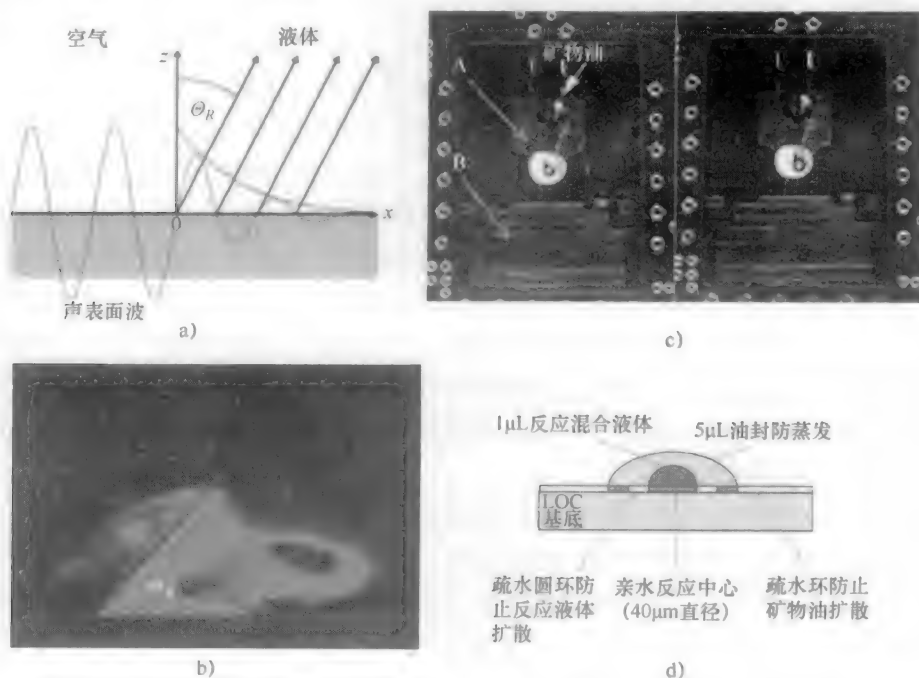 空气
液体
z
Θ_R
0
x
声表面波
a)
矿物油
A
B
c)
b)
1μL反应混合液体
5μL油封防蒸发
LOC
基底
疏水圆环防
止反应液体
扩散
亲水反应中心
(40μm直径)
疏水环防止
矿物油扩散
d)